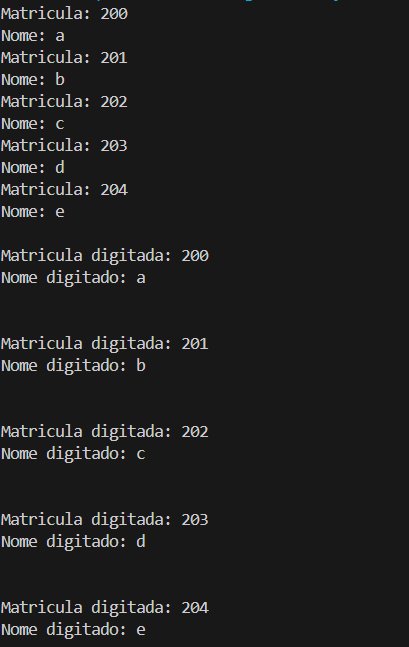 Matricula: 200
Nome: a
Matricula: 201
Nome: b
Matricula: 202
Nome: c
Matricula: 203
Nome: d
Matricula: 204
Nome: e
Matricula digitada: 200
Nome digitado: a
Matricula digitada: 201
Nome digitado: b
Matricula digitada: 202
Nome digitado: c
Matricula digitada: 203
Nome digitado: d
Matricula digitada: 204
Nome digitado: e